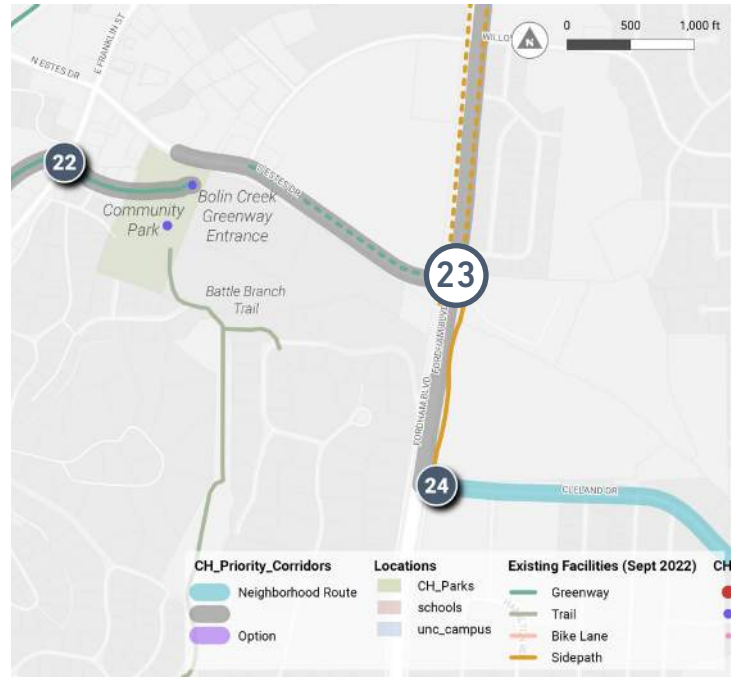 E FRANKLIN ST
N ESTES DR
WILLO
N
0 500 1,000 ft
22
S ESTES DR
Bolin Creek
Greenway
Entrance
Community
Park
Battle Branch
Trail
23
FORDHAM BLVD
FORDHAM BLVD
24
CLELAND DR
CH_Priority_Corridors
Neighborhood Route
Option
Locations
CH_Parks
schools
unc_campus
Existing Facilities (Sept 2022)
Greenway
Trail
Bike Lane
Sidepath
CH